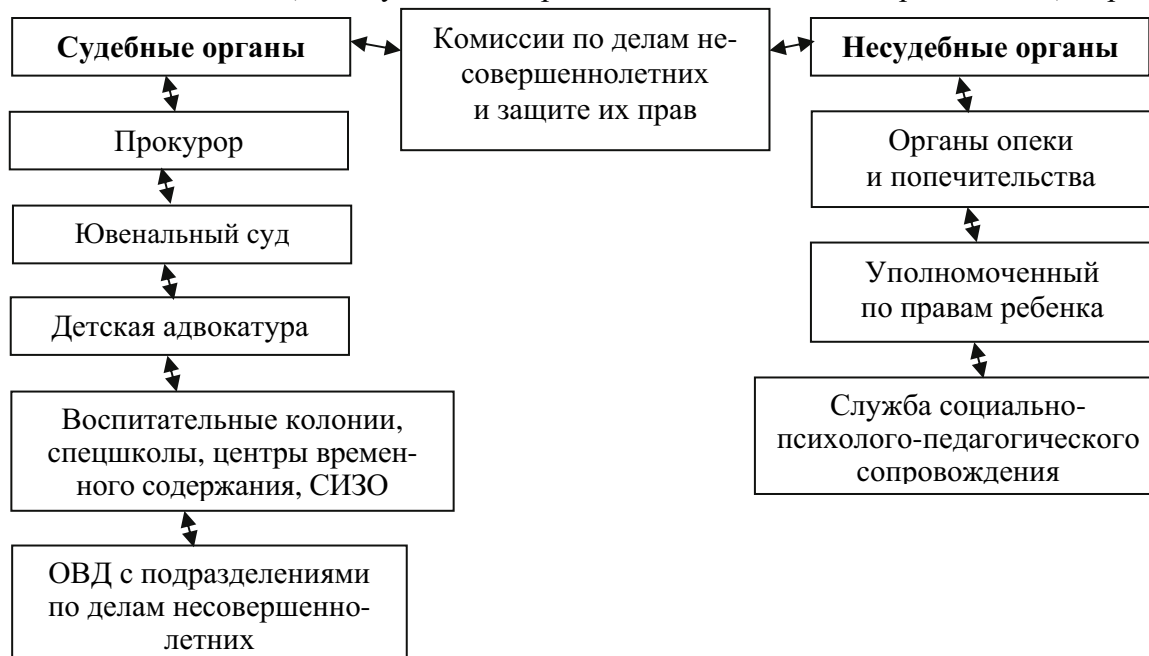 Судебные органы
Комиссии по делам не-
совершеннолетних
и защите их прав
Несудебные органы
Прокурор
Органы опеки
и попечительства
Ювенальный суд
Уполномоченный
по правам ребенка
Детская адвокатура
Воспитательные колонии,
спецшколы, центры времен-
ного содержания, СИЗО
Служба социально-
психолого-педагогического
сопровождения
ОВД с подразделениями
по делам несовершенно-
летних